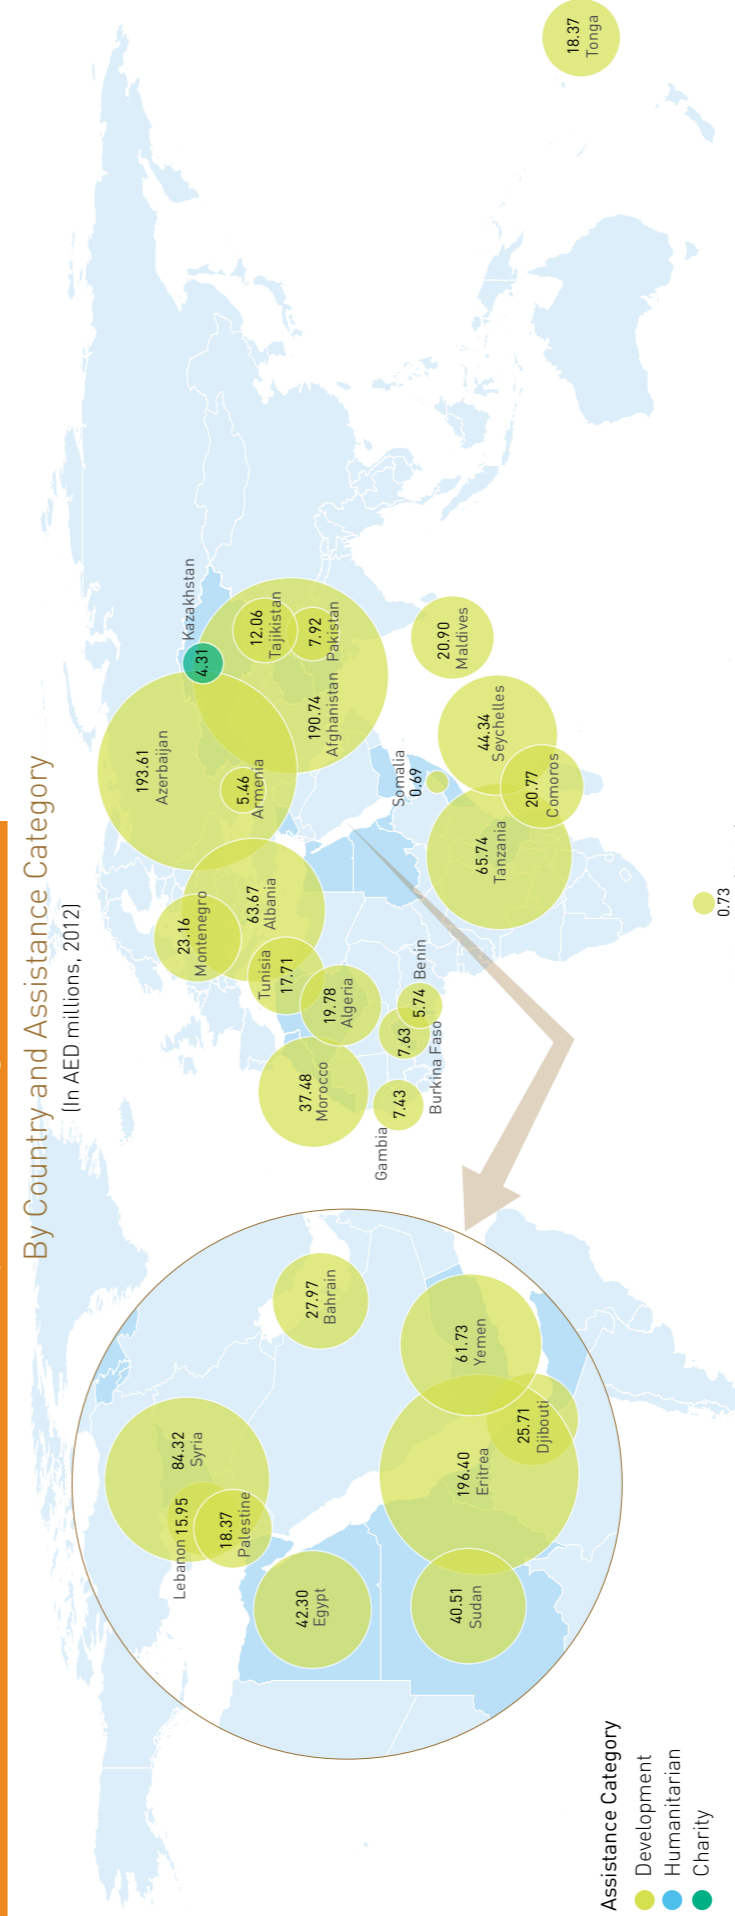 By Country and Assistance Category
(In AED millions, 2012)
Kazakhstan
4.31
193.61
Azerbaijan
12.06
Tajikistan
5.46
Armenia
7.92
Pakistan
190.74
Afghanistan
23.16
Montenegro
63.67
Albania
Tunisia
17.71
19.78
Algeria
37.48
Morocco
Gambia
7.43
7.63
Burkina Faso
5.74 Benin
Somalia
0.69
20.90
Maldives
44.34
Seychelles
20.77
Comoros
65.74
Tanzania
18.37
Tonga
0.73
84.32
Syria
Lebanon 15.95
18.37
Palestine
27.97
Bahrain
42.30
Egypt
40.51
Sudan
196.40
Eritrea
61.73
Yemen
25.71
Djibouti
Assistance Category
Development
Humanitarian
Charity